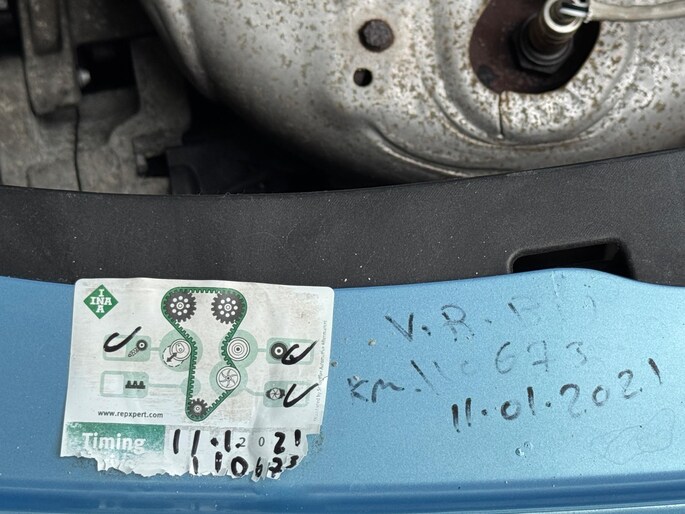 INA
www.repxpert.com
Timing
11.1 2021
110673
V.R.
Km.110673
11.01.2021